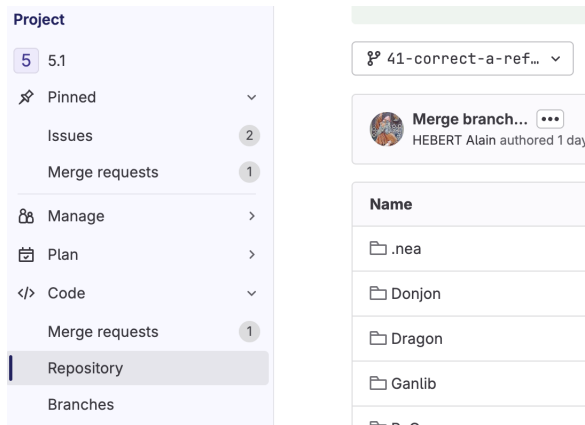 Project
5 5.1
Pinned
Issues 2
Merge requests 1
Manage
Plan
Code
Merge requests 1
Repository
Branches
41-correct-a-ref…
Merge branch...
HEBERT Alain authored 1 day
Name
.nea
Donjon
Dragon
Ganlib